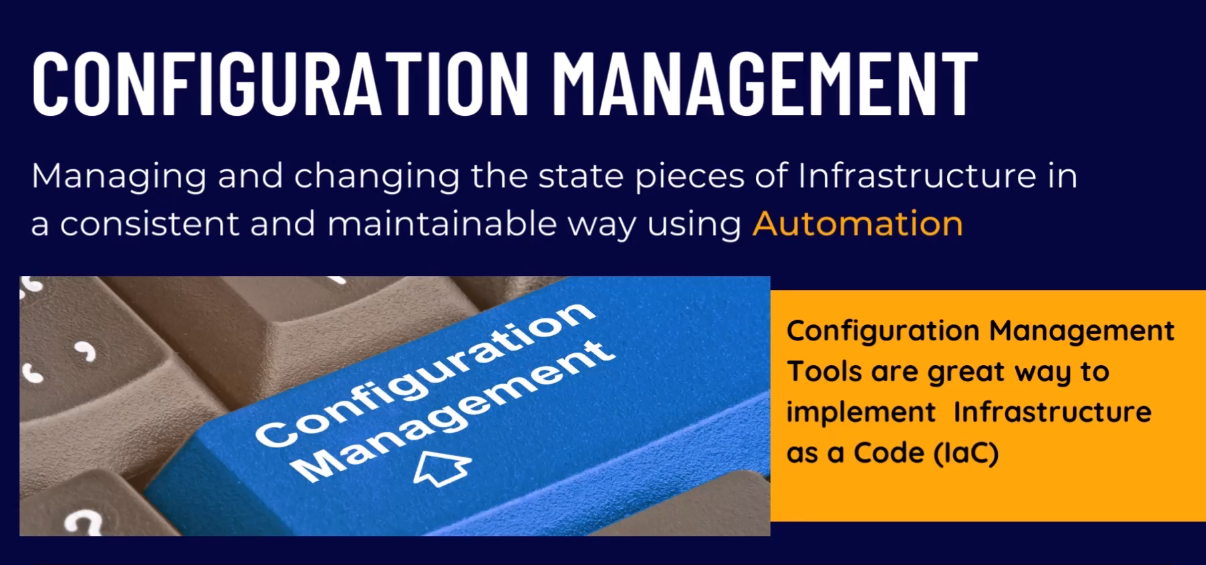 CONFIGURATION MANAGEMENT
Managing and changing the state pieces of Infrastructure in
a consistent and maintainable way using Automation
Configuration
Management
Configuration Management
Tools are great way to
implement Infrastructure
as a Code (IaC)